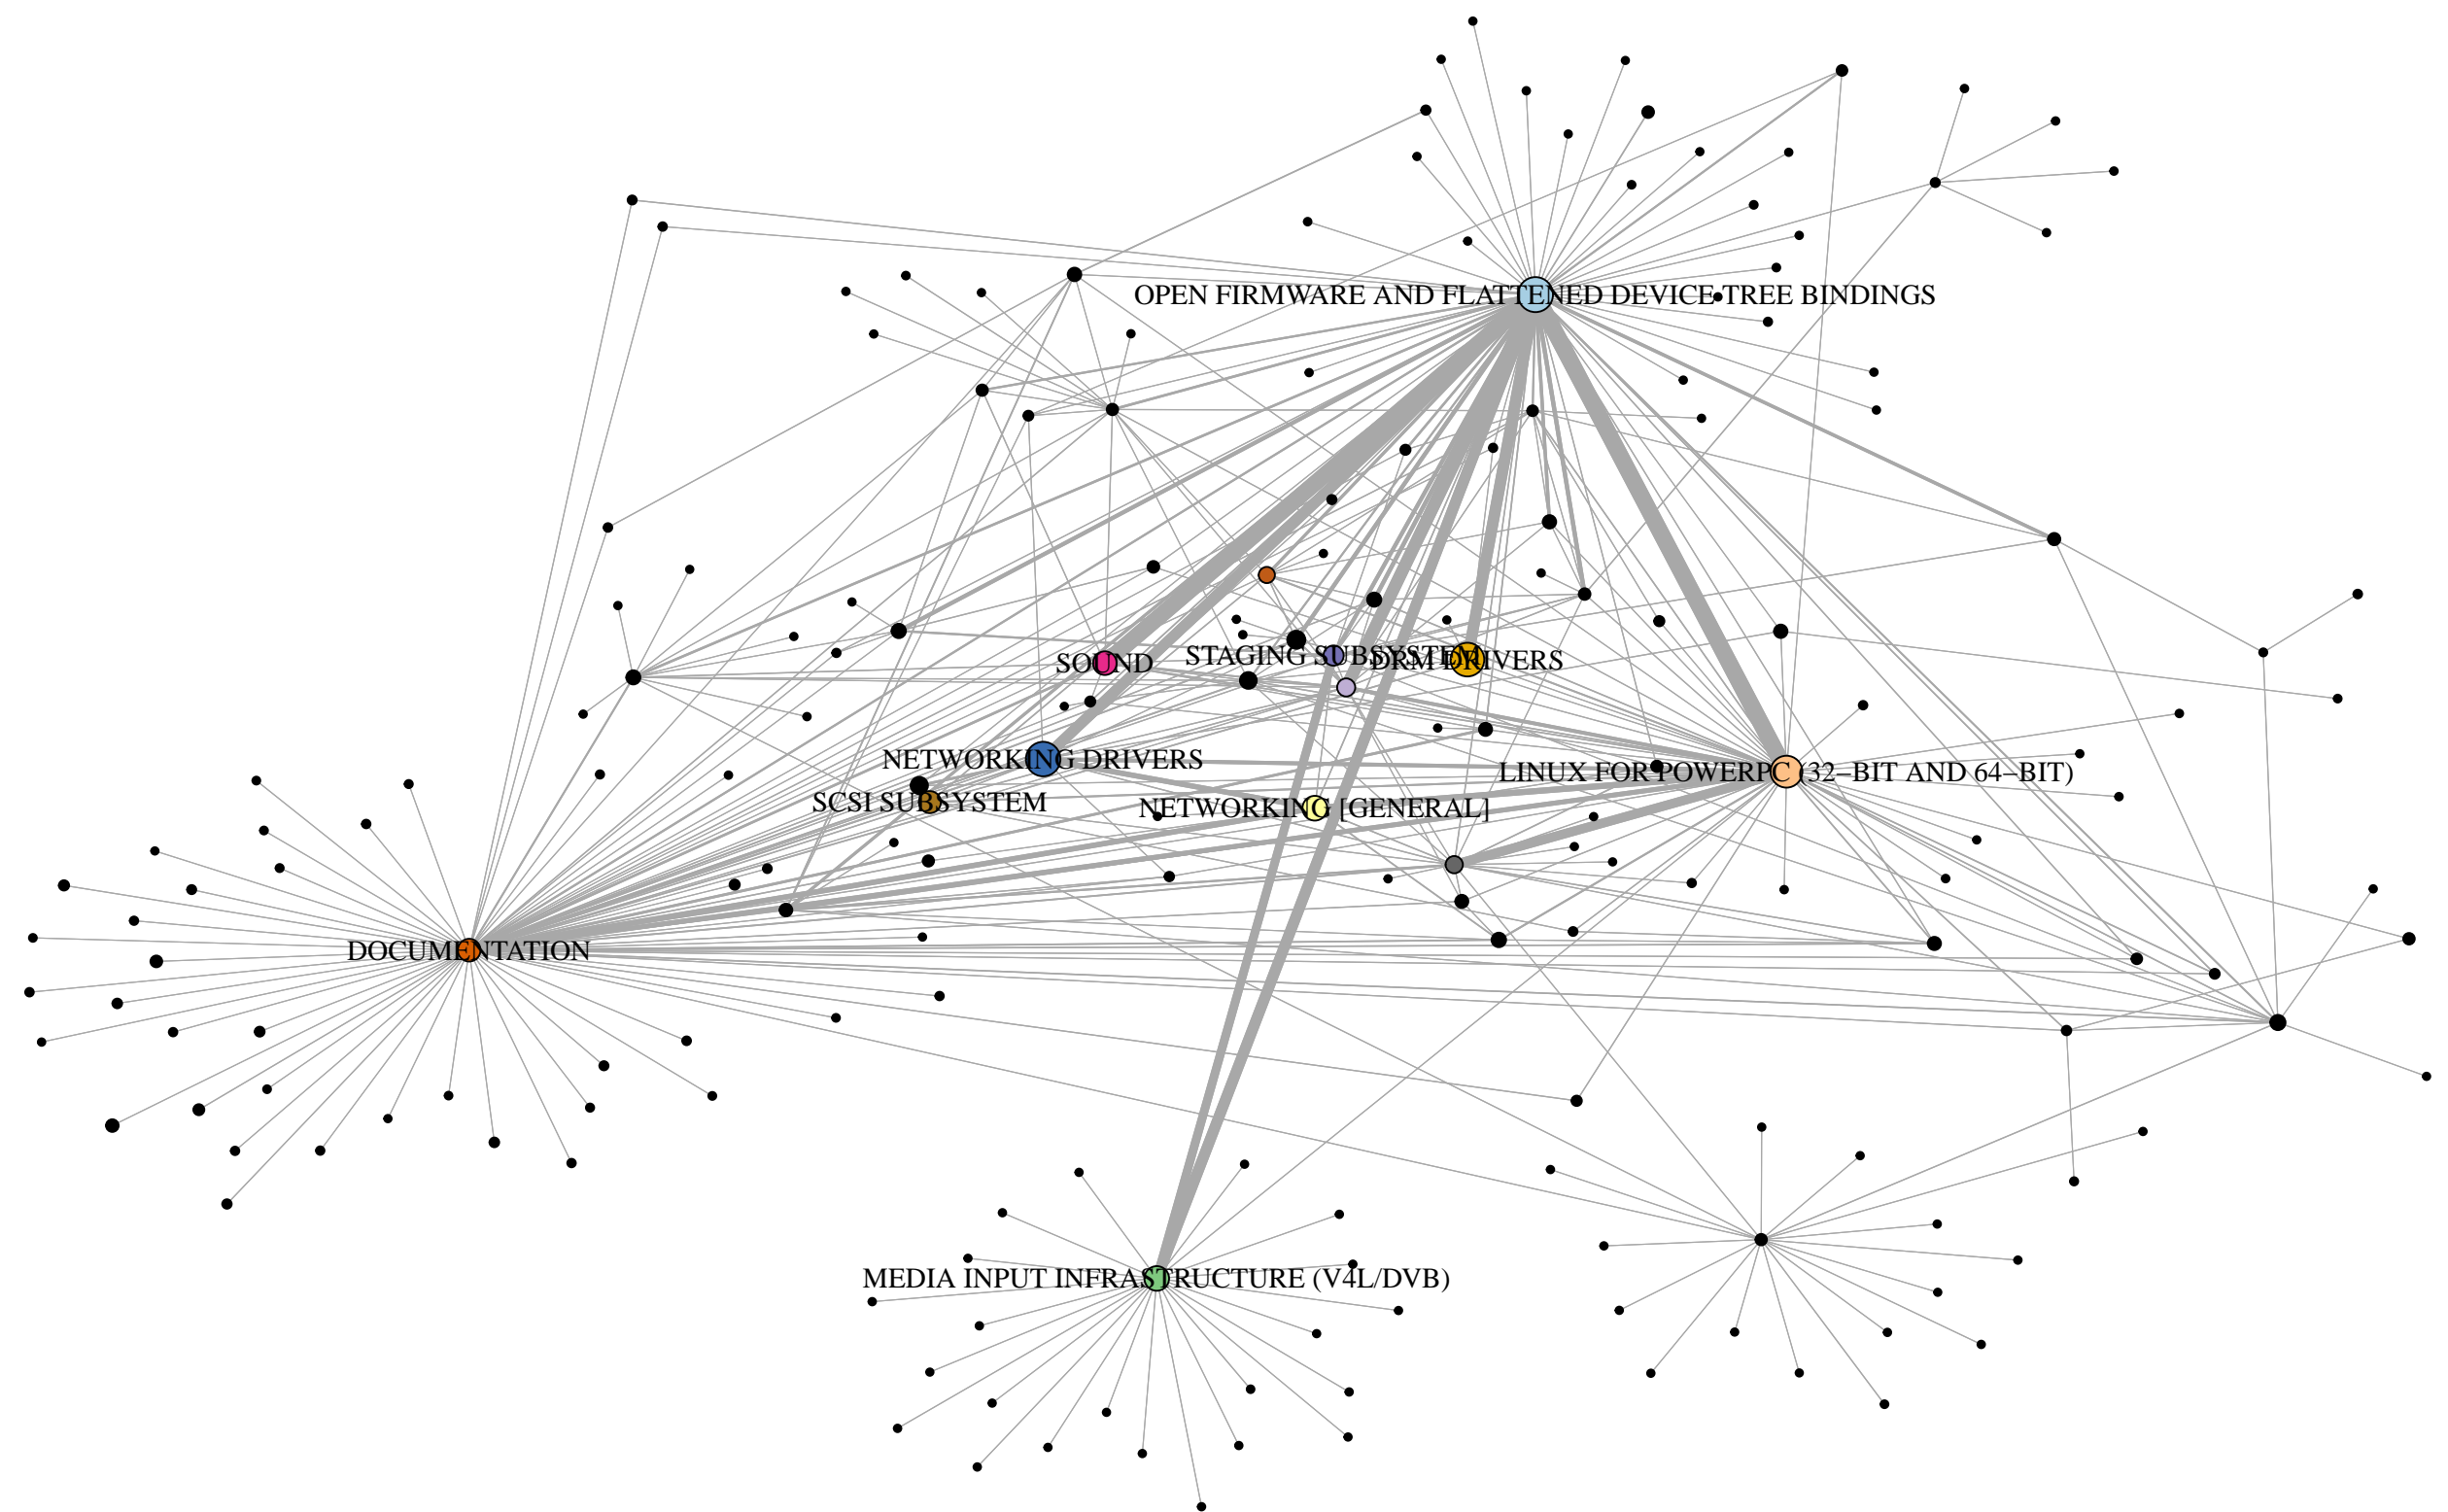 OPEN FIRMWARE AND FLATTENED DEVICE TREE BINDINGS
SOUND
STAGING SUBSYSTEM
DRM DRIVERS
NETWORKING DRIVERS
LINUX FOR POWERPC (32−BIT AND 64−BIT)
SCSI SUBSYSTEM
NETWORKING [GENERAL]
DOCUMENTATION
MEDIA INPUT INFRASTRUCTURE (V4L/DVB)